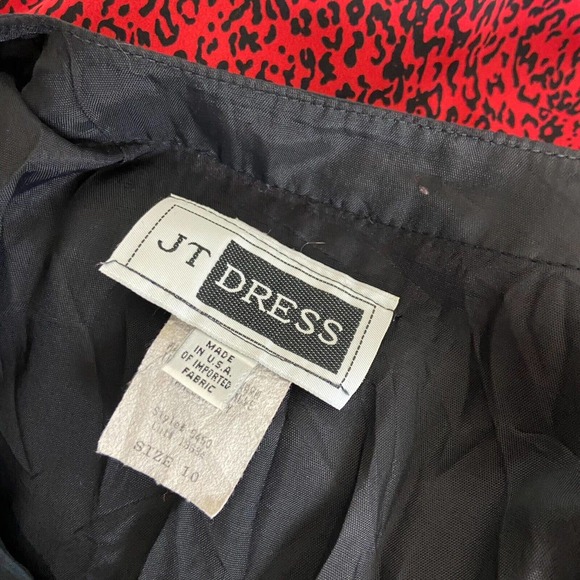 JT DRESS
MADE
IN U.S.A.
OF IMPORTED
FABRIC
SIZE 10